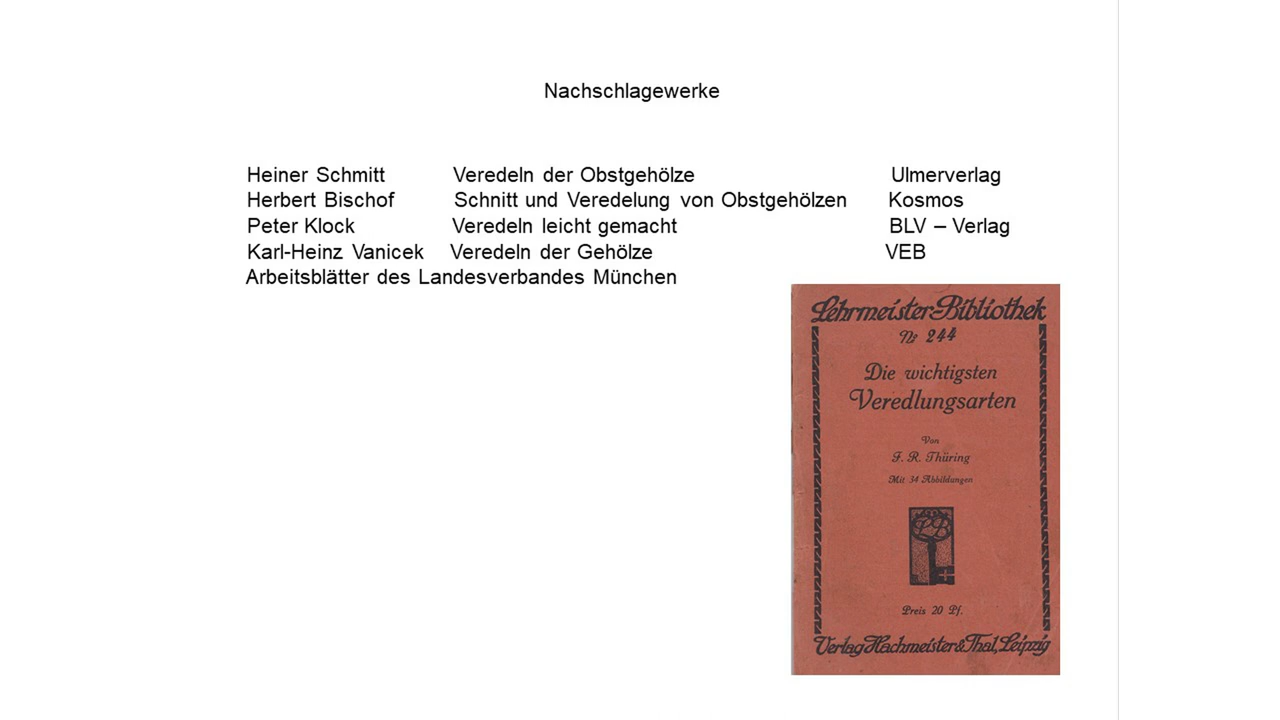 Nachschlagewerke
Heiner Schmitt Veredeln der Obstgehölze Ulmerverlag
Herbert Bischof Schnitt und Veredelung von Obstgehölzen Kosmos
Peter Klock Veredeln leicht gemacht BLV – Verlag
Karl-Heinz Vanicek Veredeln der Gehölze VEB
Arbeitsblätter des Landesverbandes München
Lehrmeister-Bibliothek
Nr 244
Die wichtigsten
Veredlungsarten
Von
F. R. Thüring
Mit 34 Abbildungen
LB
Preis 20 Pf.
Verlag Hachmeister & Thal, Leipzig